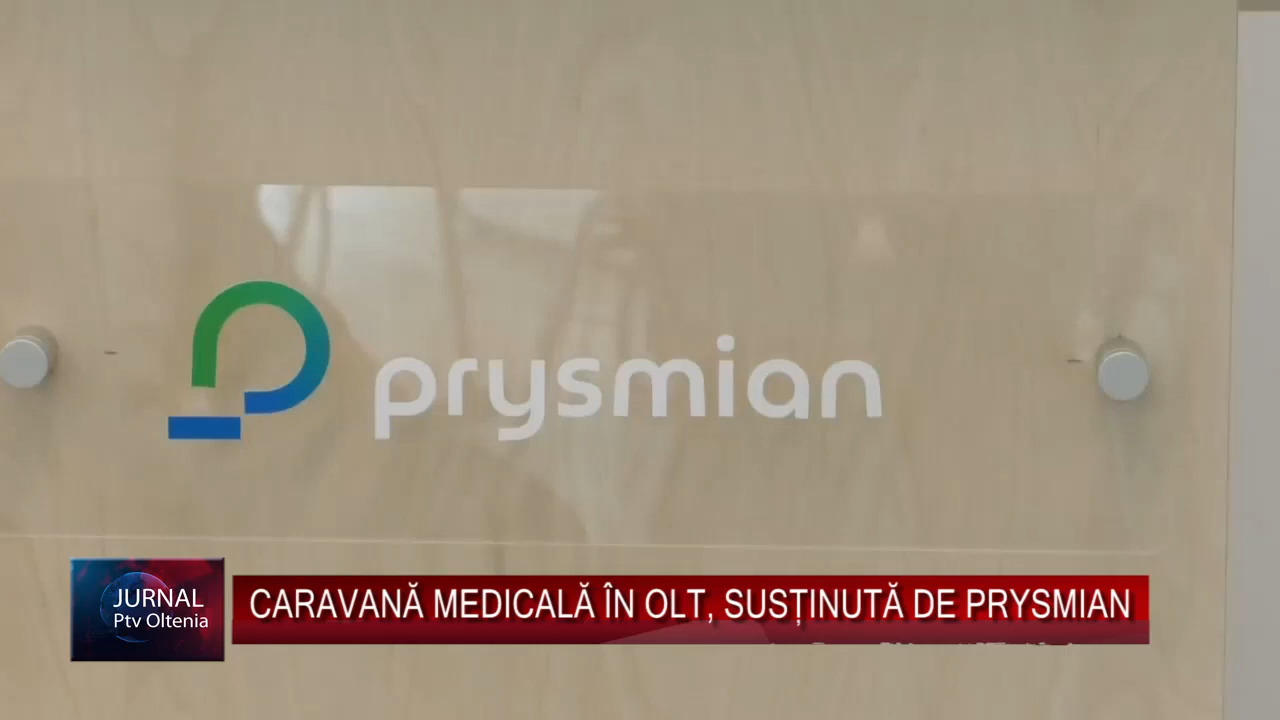 prysmian
JURNAL
Ptv Oltenia
CARAVANĂ MEDICALĂ ÎN OLT, SUSȚINUTĂ DE PRYSMIAN